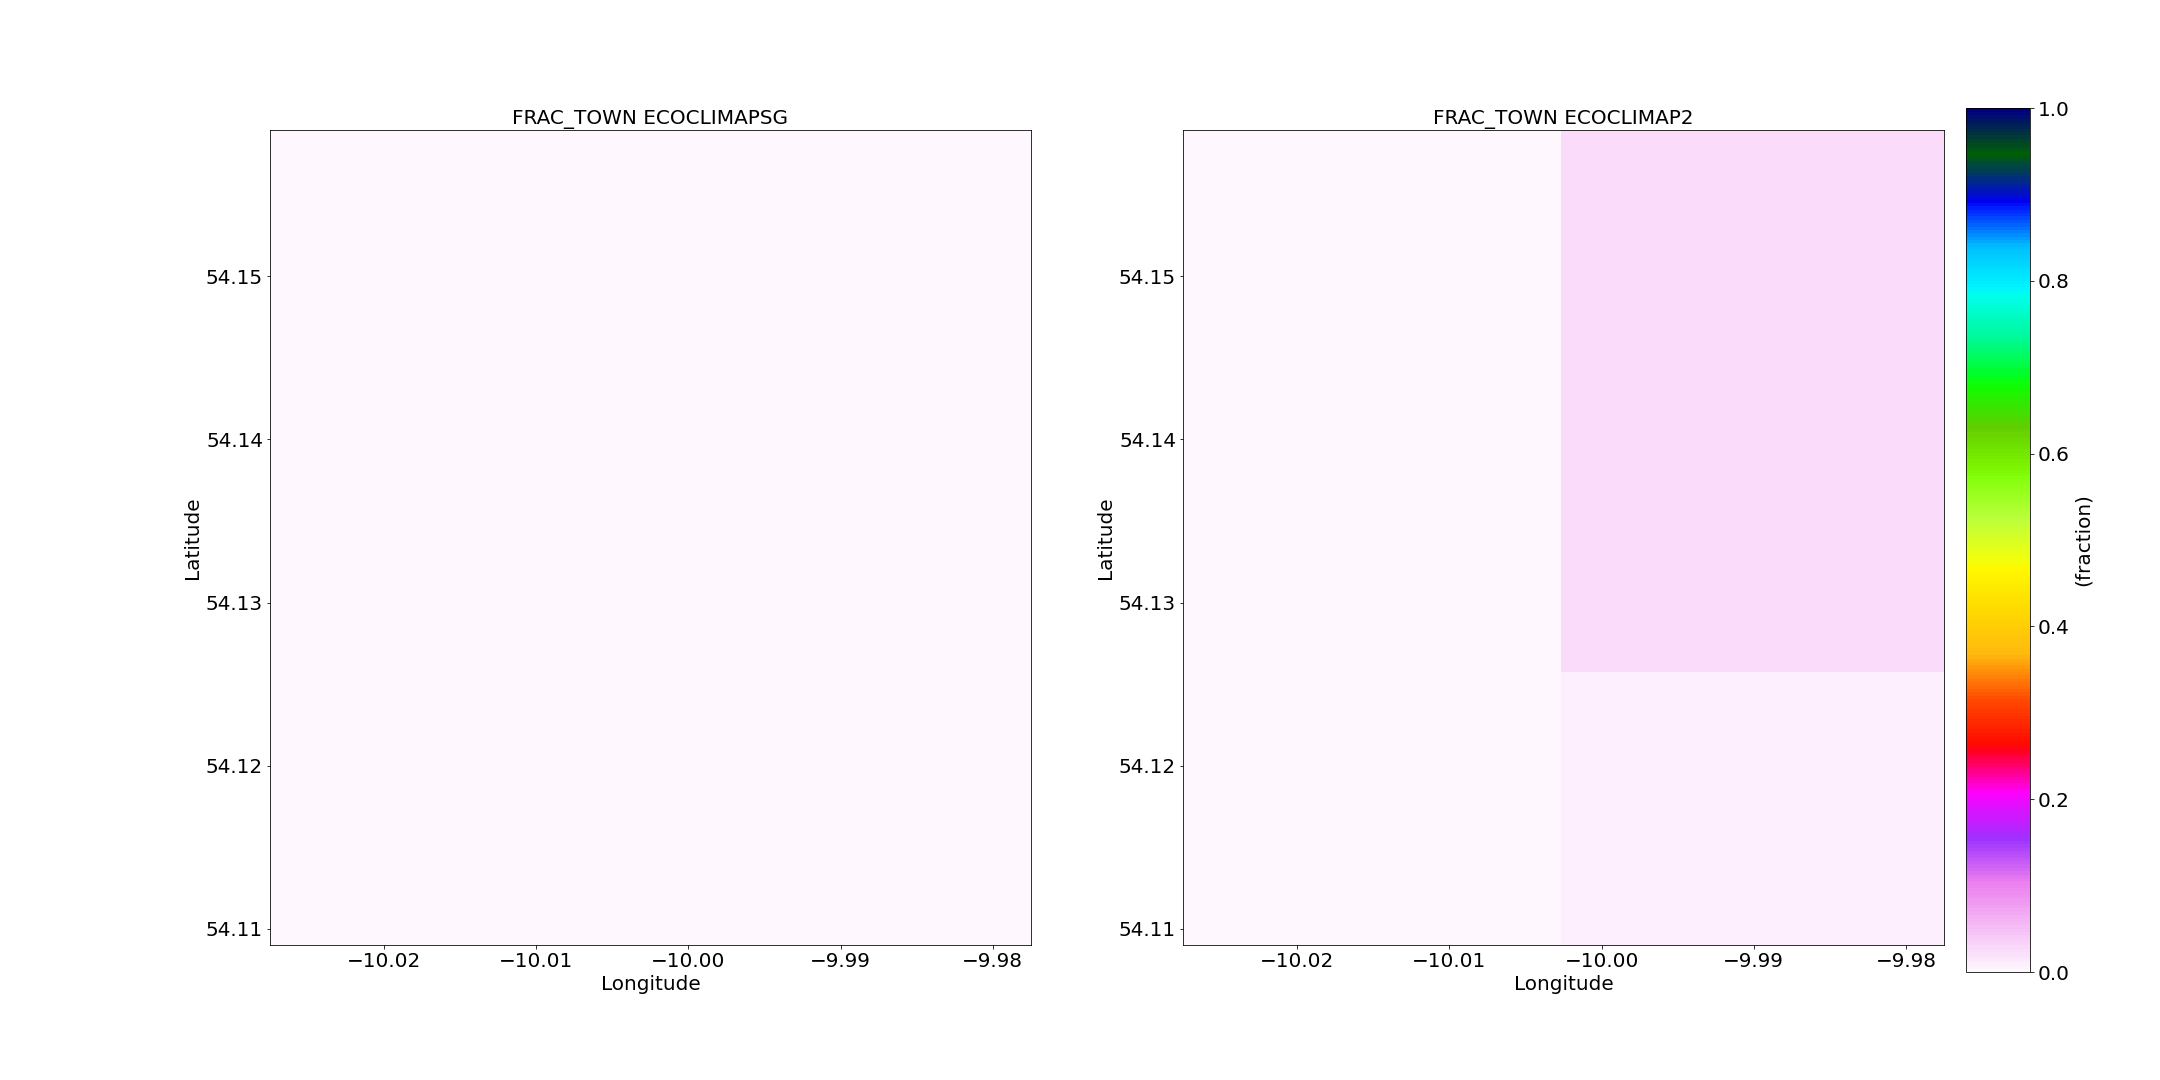 FRAC_TOWN ECOCLIMAPSG
54.15
54.14
54.13
54.12
54.11
Latitude
−10.02 −10.01 −10.00 −9.99 −9.98
Longitude
FRAC_TOWN ECOCLIMAP2
54.15
54.14
54.13
54.12
54.11
Latitude
−10.02 −10.01 −10.00 −9.99 −9.98
Longitude
1.0
0.8
0.6
0.4
0.2
0.0
(fraction)